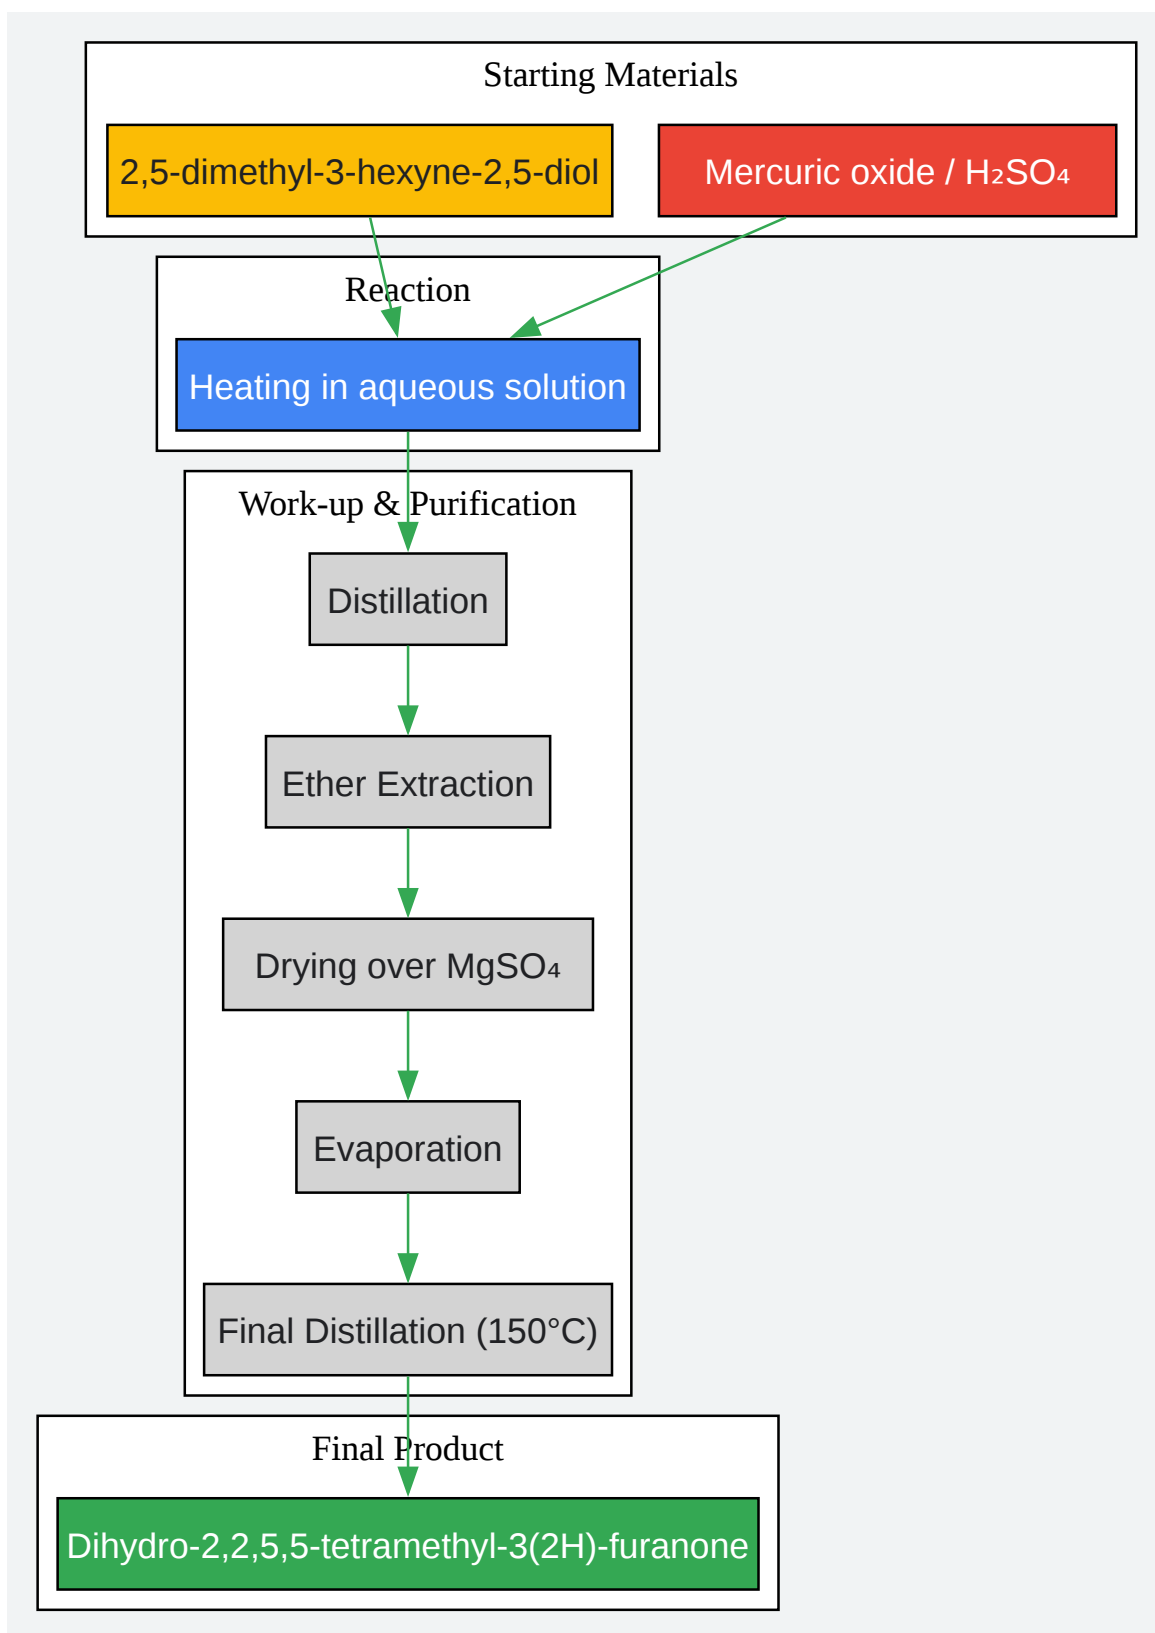 Starting Materials
2,5-dimethyl-3-hexyne-2,5-diol
Mercuric oxide / H₂SO₄
Reaction
Heating in aqueous solution
Work-up & Purification
Distillation
Ether Extraction
Drying over MgSO₄
Evaporation
Final Distillation (150°C)
Final Product
Dihydro-2,2,5,5-tetramethyl-3(2H)-furanone